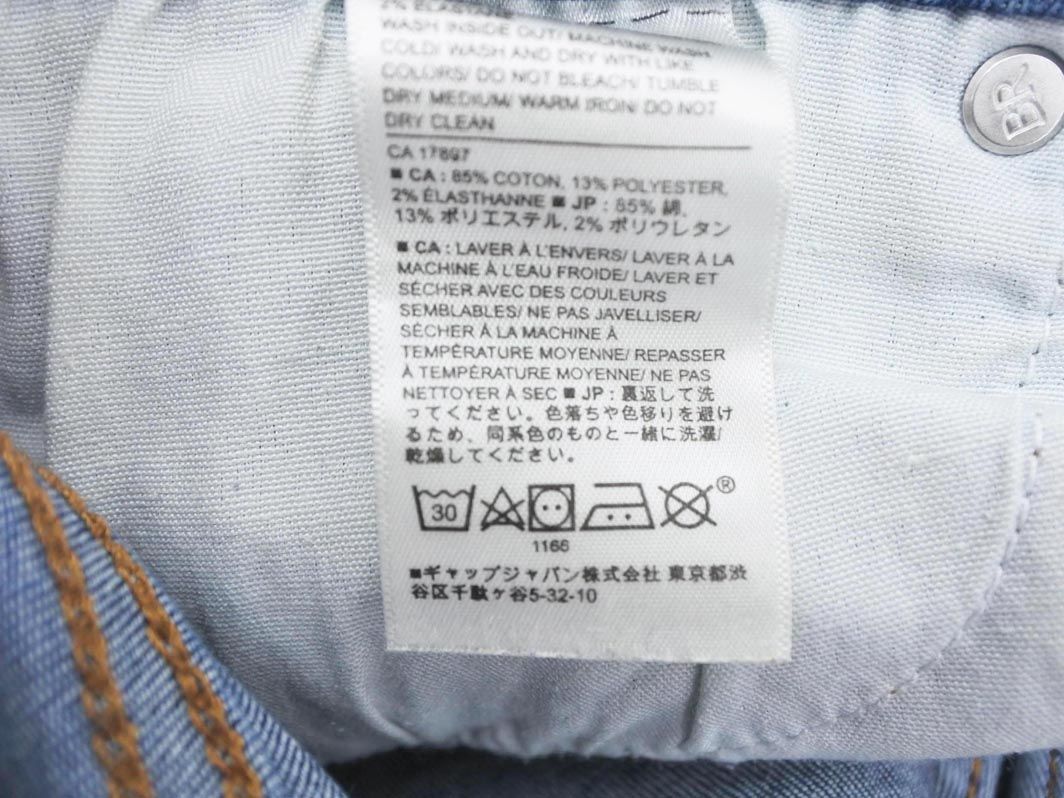 2% ELASTANE
WASH INSIDE OUT/ MACHINE WASH
COLD/ WASH AND DRY WITH LIKE
COLORS/ DO NOT BLEACH/ TUMBLE
DRY MEDIUM/ WARM IRON/ DO NOT
DRY CLEAN
CA 17897
■ CA : 85% COTON, 13% POLYESTER,
2% ÉLASTHANNE ■ JP : 85% 綿、
13% ポリエステル, 2% ポリウレタン
■ CA : LAVER À L'ENVERS/ LAVER À LA
MACHINE À L'EAU FROIDE/ LAVER ET
SÉCHER AVEC DES COULEURS
SEMBLABLES/ NE PAS JAVELLISER/
SÉCHER À LA MACHINE À
TEMPÉRATURE MOYENNE/ REPASSER
À TEMPÉRATURE MOYENNE/ NE PAS
NETTOYER À SEC ■ JP : 裏返して洗
ってください。色落ちや色移りを避け
るため、同系色のものと一緒に洗濯/
乾燥してください。
30
®
1166
■ギャップジャパン株式会社 東京都渋
谷区千駄ヶ谷5-32-10
BR